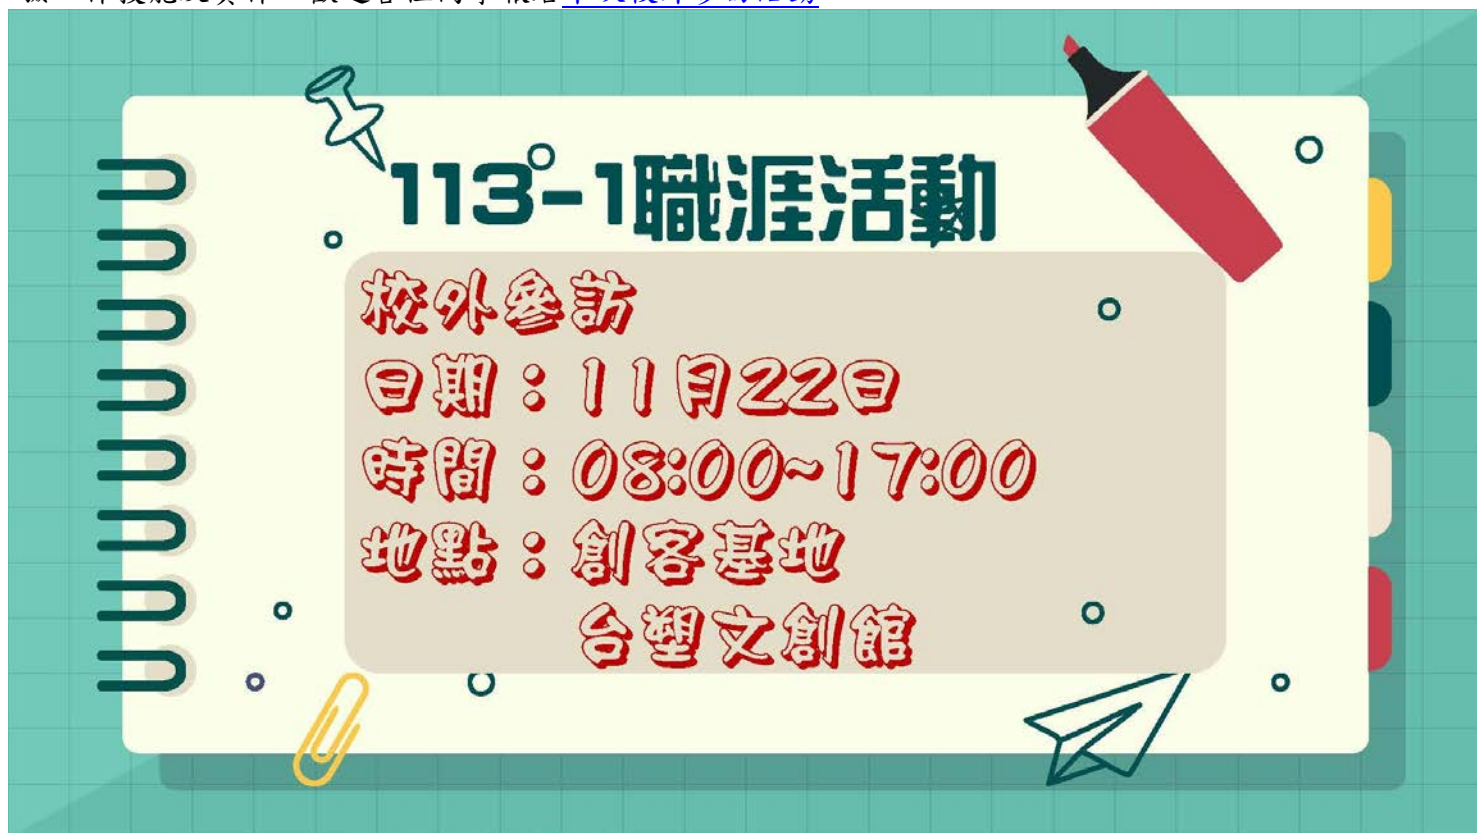 113-1職涯活動
校外參訪
日期：11月22日
時間：08:00~17:00
地點：創客基地
台塑文創館